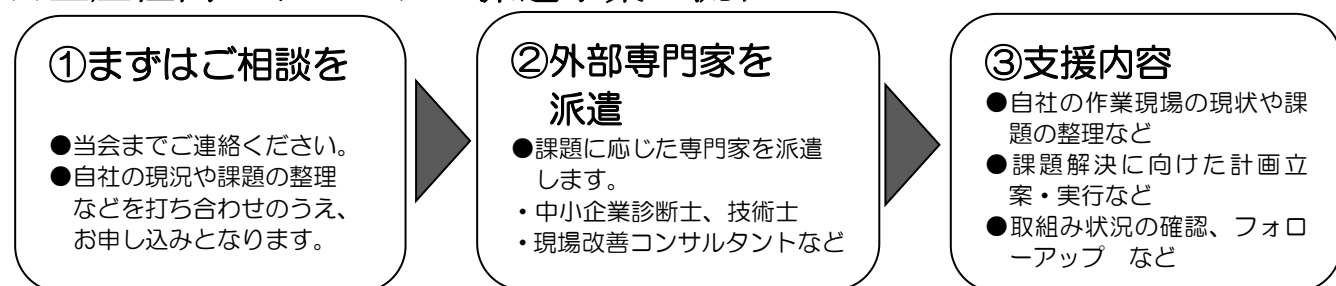 ①まずはご相談を
●当会までご連絡ください。
●自社の現況や課題の整理
などを打ち合わせのうえ、
お申し込みとなります。
②外部専門家を
派遣
●課題に応じた専門家を派遣
します。
・中小企業診断士、技術士
・現場改善コンサルタントなど
③支援内容
●自社の作業現場の現状や課
題の整理など
●課題解決に向けた計画立
案・実行など
●取組み状況の確認、フォロ
ーアップ　など